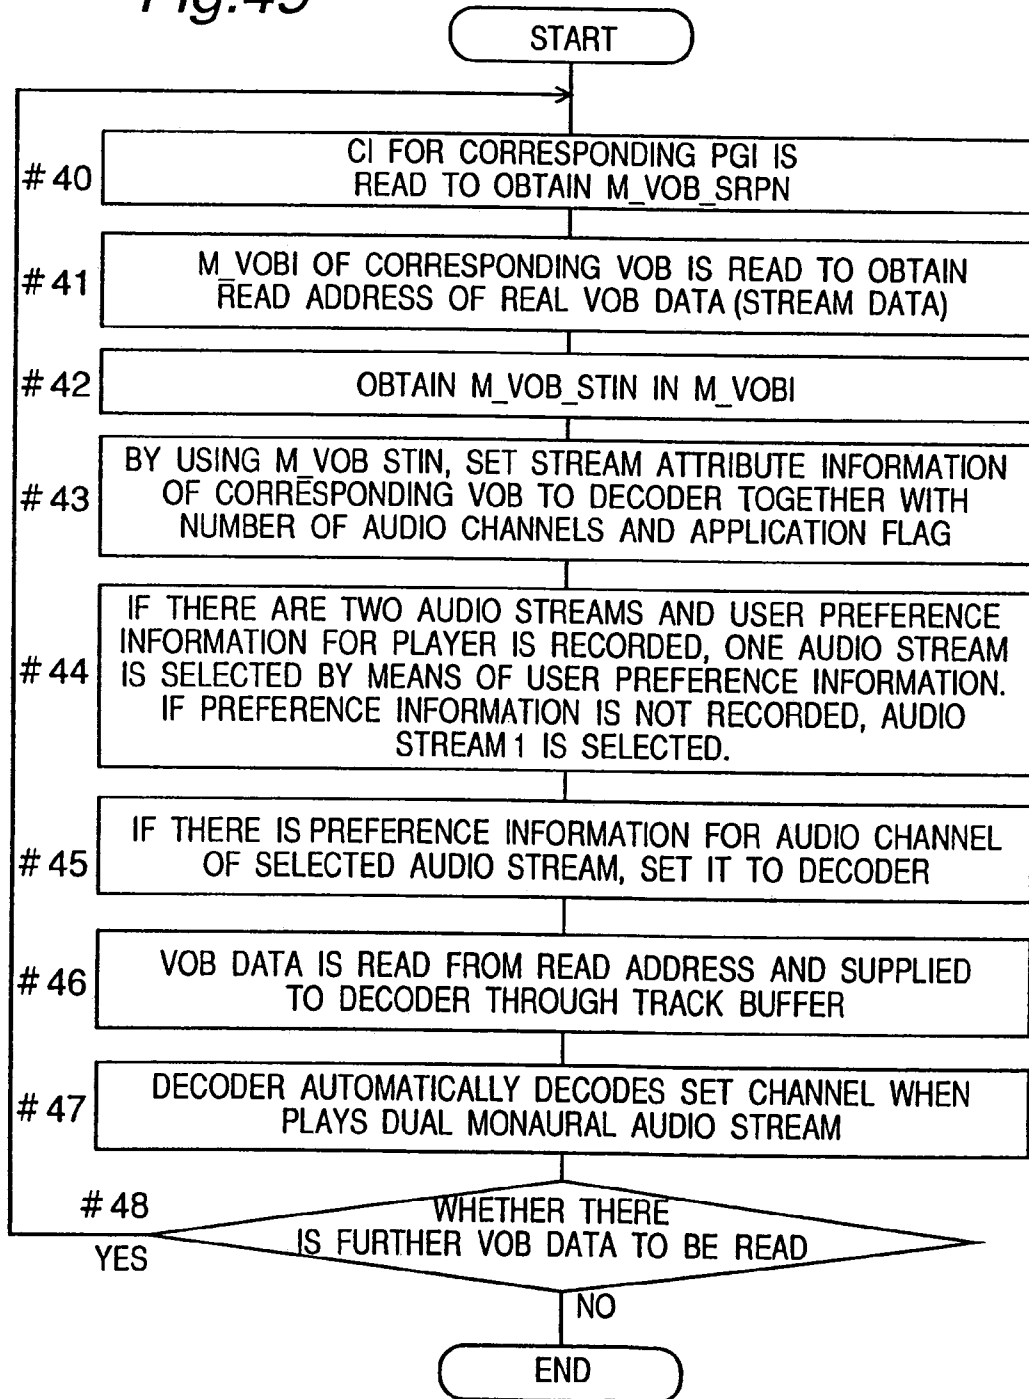 Fig.49
START
#40
CI FOR CORRESPONDING PGI IS
READ TO OBTAIN M_VOB_SRPN
#41
M_VOBI OF CORRESPONDING VOB IS READ TO OBTAIN
READ ADDRESS OF REAL VOB DATA (STREAM DATA)
#42
OBTAIN M_VOB_STIN IN M_VOBI
#43
BY USING M_VOB STIN, SET STREAM ATTRIBUTE INFORMATION
OF CORRESPONDING VOB TO DECODER TOGETHER WITH
NUMBER OF AUDIO CHANNELS AND APPLICATION FLAG
#44
IF THERE ARE TWO AUDIO STREAMS AND USER PREFERENCE
INFORMATION FOR PLAYER IS RECORDED, ONE AUDIO STREAM
IS SELECTED BY MEANS OF USER PREFERENCE INFORMATION.
IF PREFERENCE INFORMATION IS NOT RECORDED, AUDIO
STREAM1 IS SELECTED.
#45
IF THERE IS PREFERENCE INFORMATION FOR AUDIO CHANNEL
OF SELECTED AUDIO STREAM, SET IT TO DECODER
#46
VOB DATA IS READ FROM READ ADDRESS AND SUPPLIED
TO DECODER THROUGH TRACK BUFFER
#47
DECODER AUTOMATICALLY DECODES SET CHANNEL WHEN
PLAYS DUAL MONAURAL AUDIO STREAM
#48
WHETHER THERE
IS FURTHER VOB DATA TO BE READ
YES
NO
END